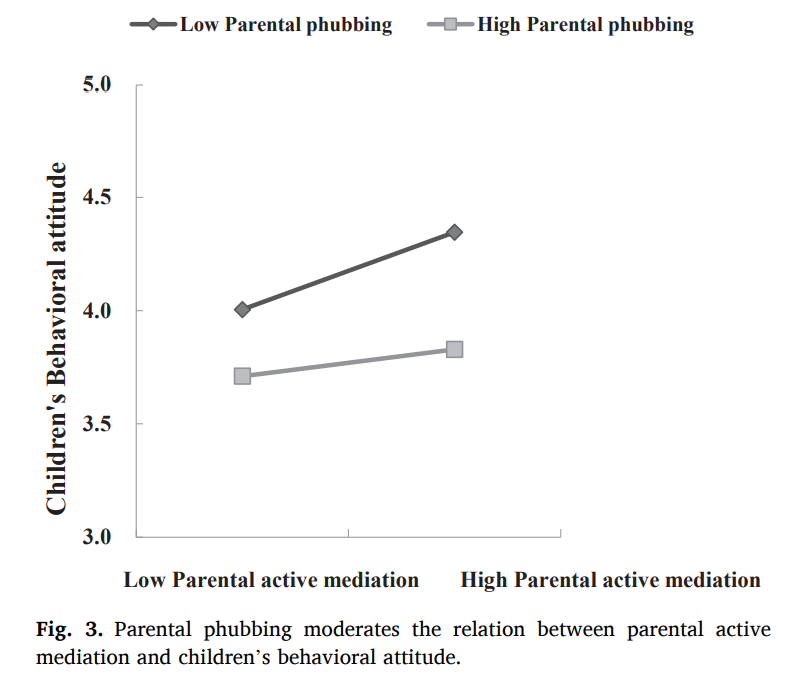 Low Parental phubbing High Parental phubbing
5.0
4.5
4.0
3.5
3.0
Children's Behavioral attitude
Low Parental active mediation High Parental active mediation
Fig. 3. Parental phubbing moderates the relation between parental active
mediation and children’s behavioral attitude.